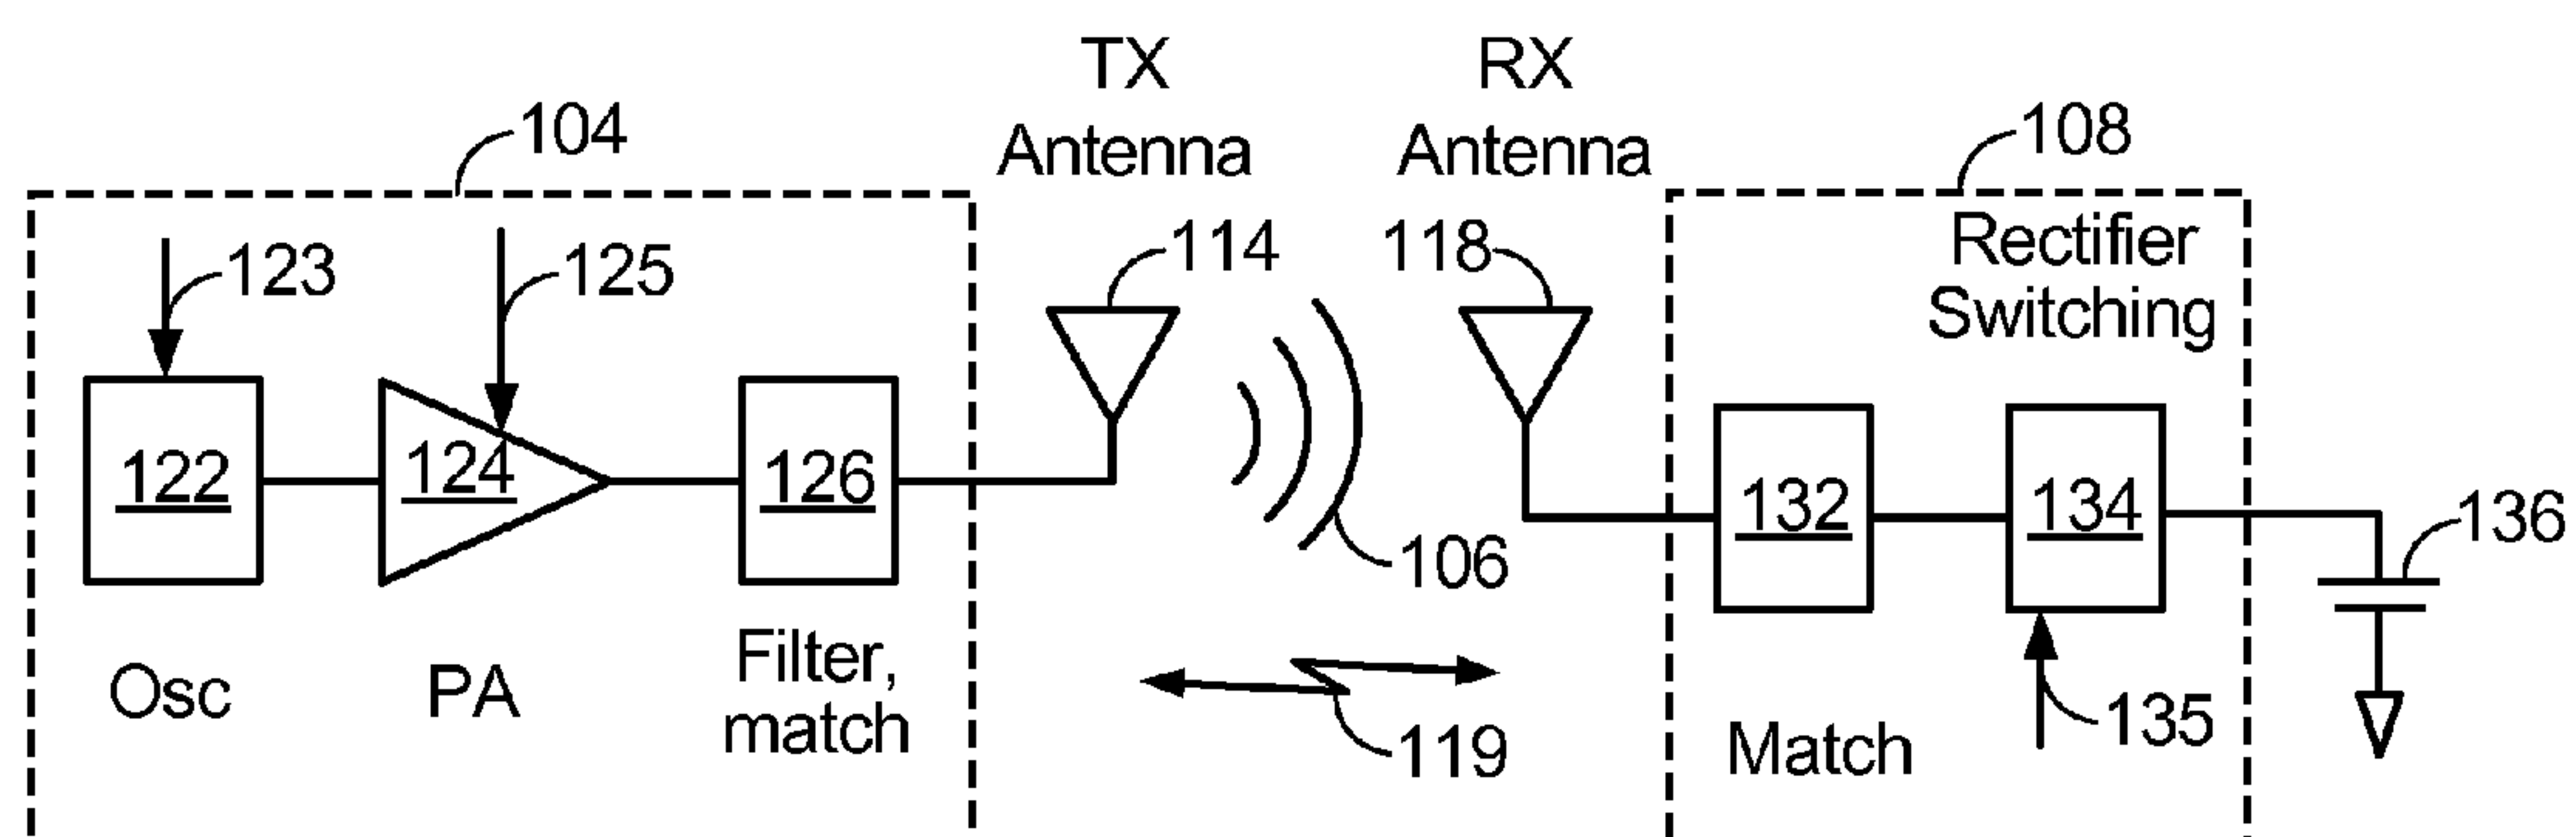 TX
Antenna
RX
Antenna
104
108
Rectifier
Switching
123
125
114
118
122
124
126
132
134
136
106
Osc
PA
Filter,
match
119
Match
135